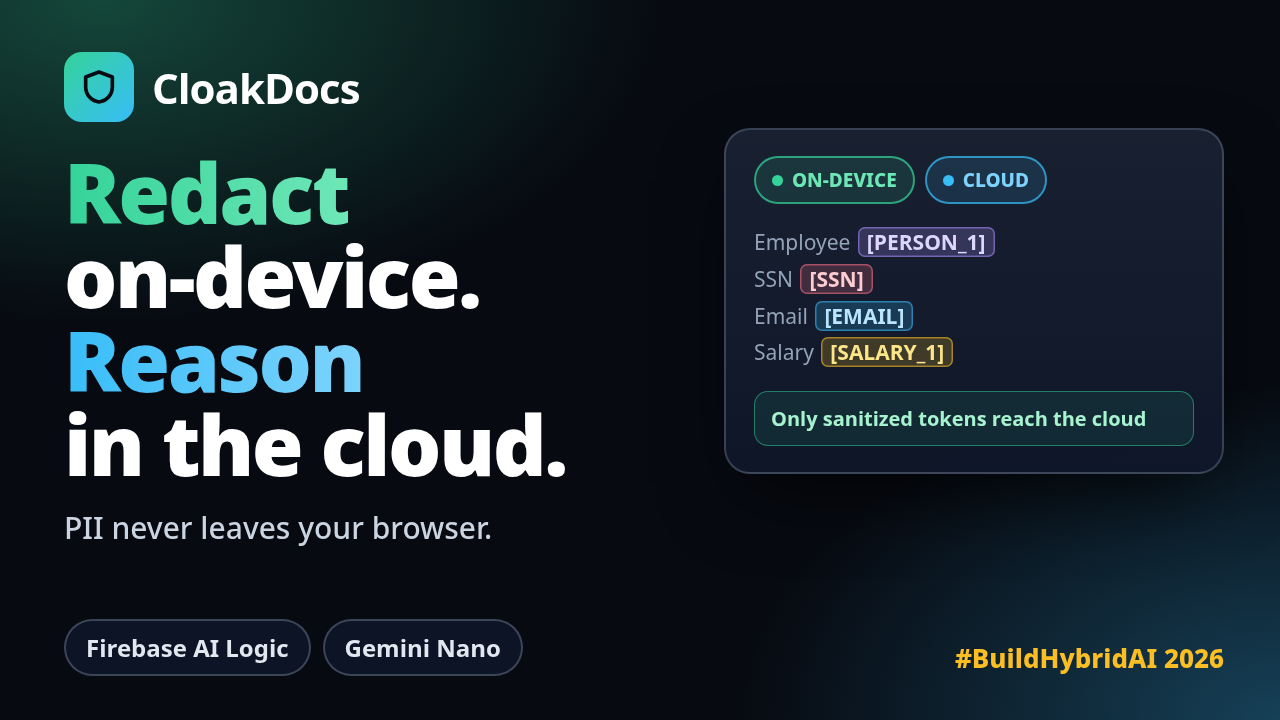 CloakDocs
Redact
on-device.
Reason
in the cloud.
PII never leaves your browser.
Firebase AI Logic
Gemini Nano
ON-DEVICE
CLOUD
Employee [PERSON_1]
SSN [SSN]
Email [EMAIL]
Salary [SALARY_1]
Only sanitized tokens reach the cloud
#BuildHybridAI 2026